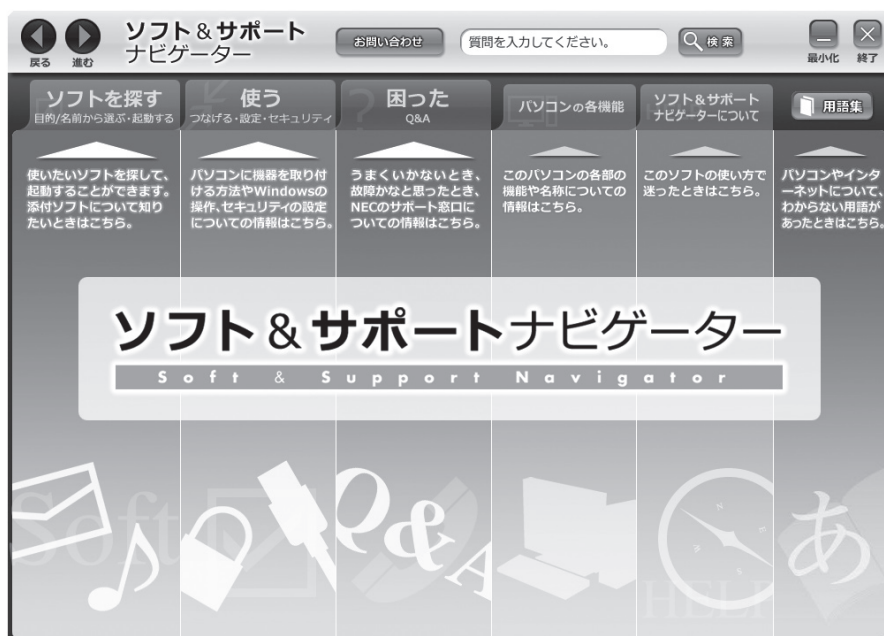 ソフト&サポート
ナビゲーター
戻る
進む
お問い合わせ
質問を入力してください。
検索
最小化
終了
ソフトを探す
目的/名前から選ぶ・起動する
使う
つなげる・設定・セキュリティ
困った
Q&A
パソコンの各機能
ソフト&サポート
ナビゲーターについて
用語集
使いたいソフトを探して、
起動することができます。
添付ソフトについて知り
たいときはこちら。
パソコンに機器を取り付
ける方法やWindowsの
操作、セキュリティの設定
についての情報はこちら。
うまくいかないとき、
故障かなと思ったとき、
NECのサポート窓口に
ついての情報はこちら。
このパソコンの各部の
機能や名称についての
情報はこちら。
このソフトの使い方で
迷ったときはこちら。
パソコンやインタ
ーネットについて、
わからない用語が
あったときはこちら。
ソフト&サポートナビゲーター
Soft & Support Navigator
Soft
Q&A
N
E
S
W
HELP
あ